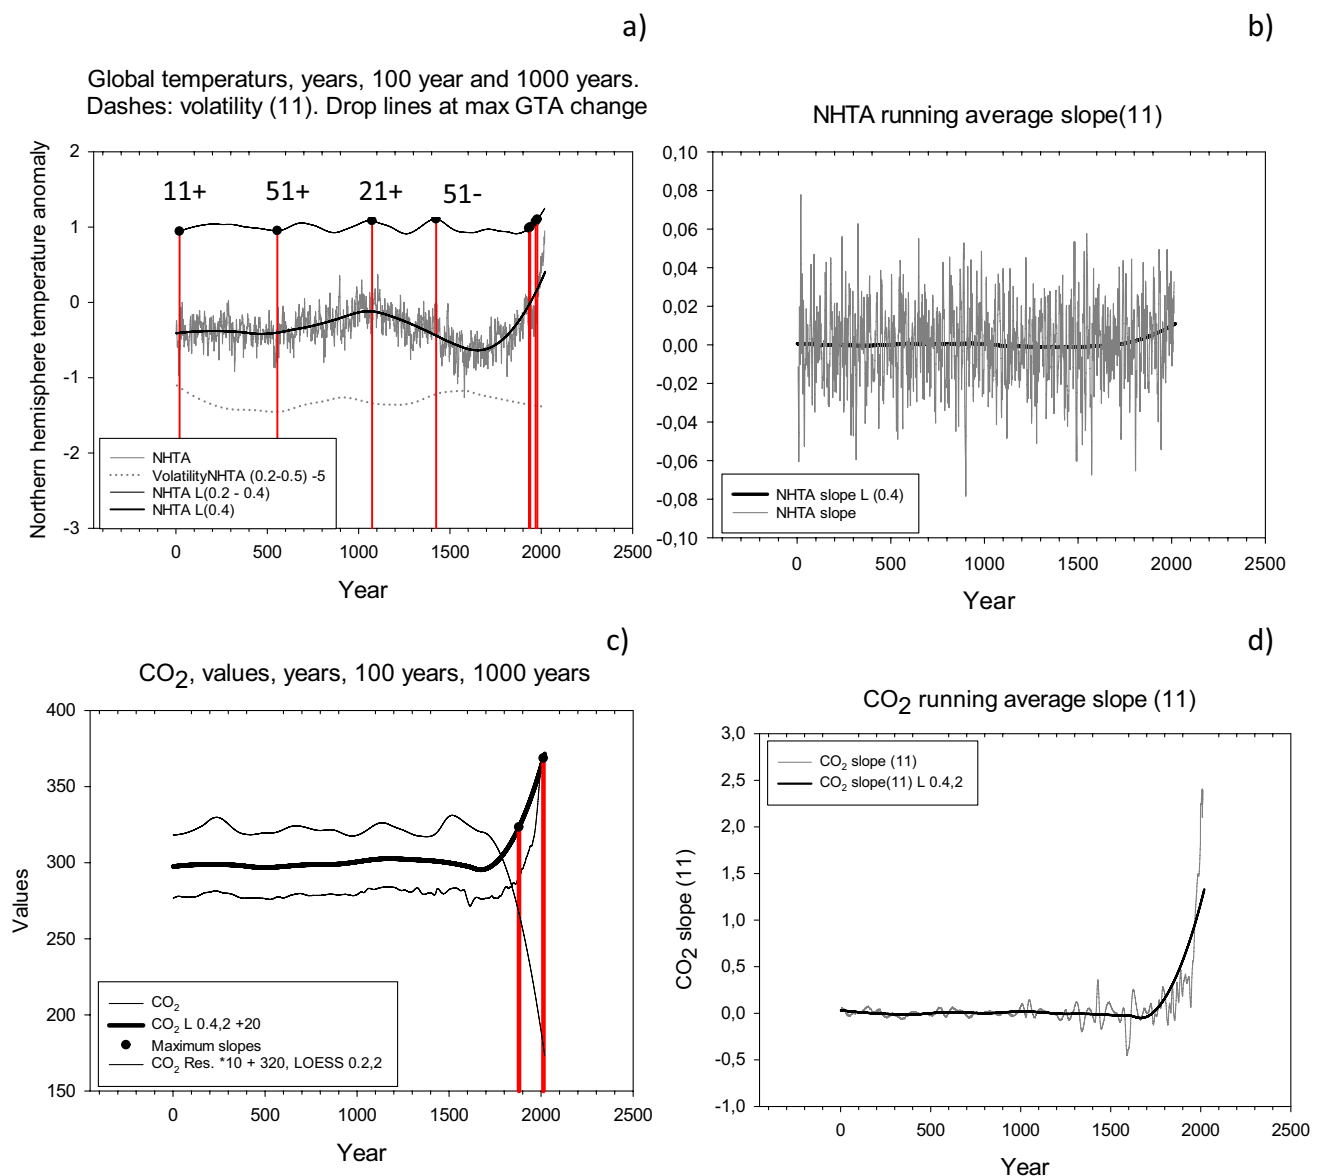 a)
Global temperaturs, years, 100 year and 1000 years.
Dashes: volatility (11). Drop lines at max GTA change
Northern hemisphere temperature anomaly
2
1
0
-1
-2
-3
11+ 51+ 21+ 51-
NHTA
VolatilityNHTA (0.2-0.5) -5
NHTA L(0.2 - 0.4)
NHTA L(0.4)
0 500 1000 1500 2000 2500
Year
b)
NHTA running average slope(11)
0,10
0,08
0,06
0,04
0,02
0,00
-0,02
-0,04
-0,06
-0,08
-0,10
NHTA slope L (0.4)
NHTA slope
0 500 1000 1500 2000 2500
Year
c)
CO2, values, years, 100 years, 1000 years
Values
400
350
300
250
200
150
CO2
CO2 L 0.4,2 +20
Maximum slopes
CO2 Res. *10 + 320, LOESS 0.2,2
0 500 1000 1500 2000 2500
Year
d)
CO2 running average slope (11)
CO2 slope (11)
3,0
2,5
2,0
1,5
1,0
0,5
0,0
-0,5
-1,0
CO2 slope (11)
CO2 slope(11) L 0.4,2
0 500 1000 1500 2000 2500
Year